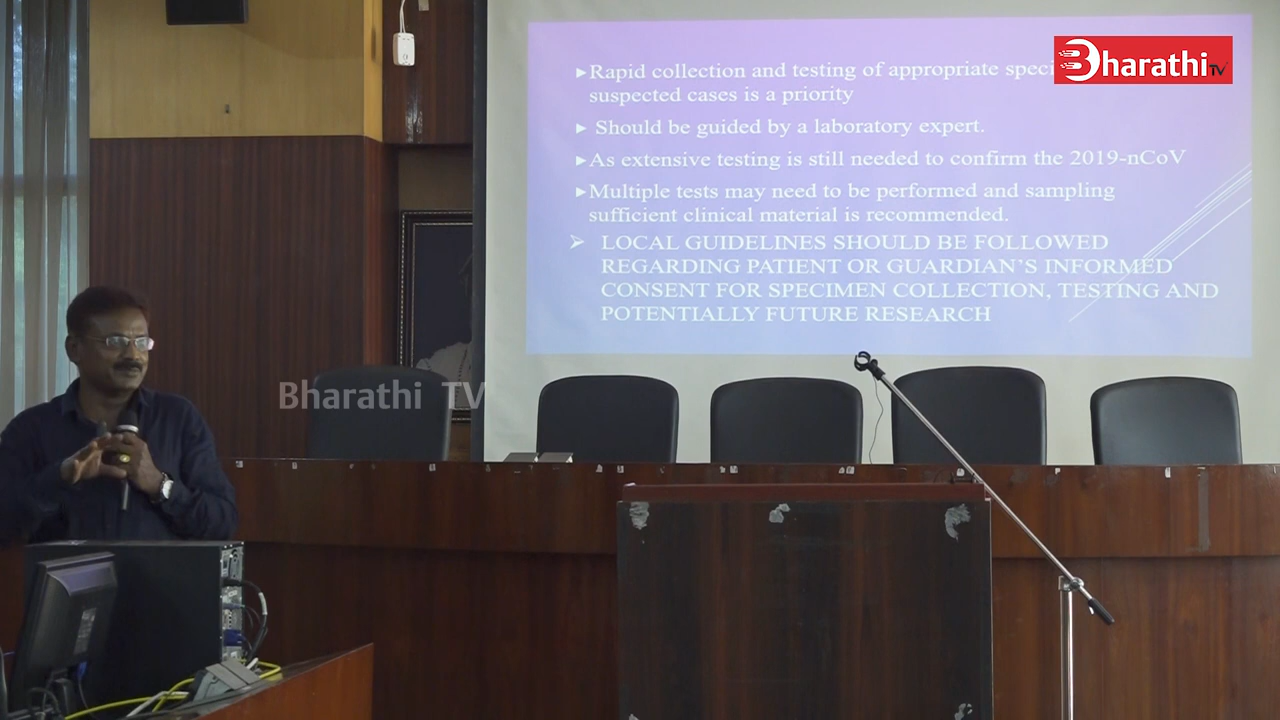 ►Rapid collection and testing of appropriate
suspected cases is a priority
► Should be guided by a laboratory expert.
►As extensive testing is still needed to confirm the 2019-nCoV
►Multiple tests may need to be performed and sampling
sufficient clinical material is recommended.
➢ LOCAL GUIDELINES SHOULD BE FOLLOWED
REGARDING PATIENT OR GUARDIAN'S INFORMED
CONSENT FOR SPECIMEN COLLECTION, TESTING AND
POTENTIALLY FUTURE RESEARCH
Bharathi TV
Bharathi TV